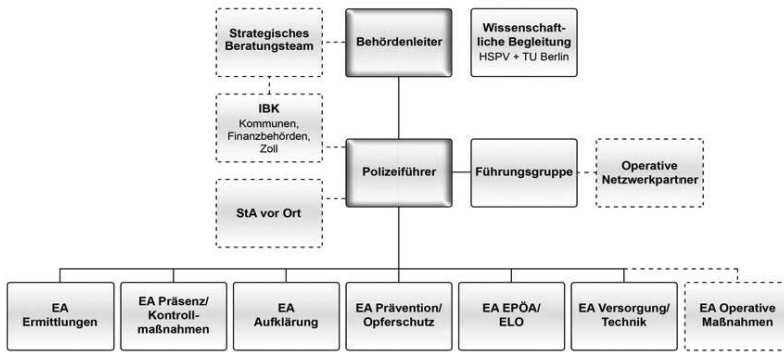 Strategisches
Beratungsteam
Behördenleiter
Wissenschaft-
liche Begleitung
HSPV + TU Berlin
IBK
Kommunen,
Finanzbehörden,
Zoll
Polizeiführer
Führungsgruppe
Operative
Netzwerkpartner
StA vor Ort
EA
Ermittlungen
EA Präsenz/
Kontroll-
maßnahmen
EA
Aufklärung
EA Prävention/
Opferschutz
EA EPÖA/
ELO
EA Versorgung/
Technik
EA Operative
Maßnahmen